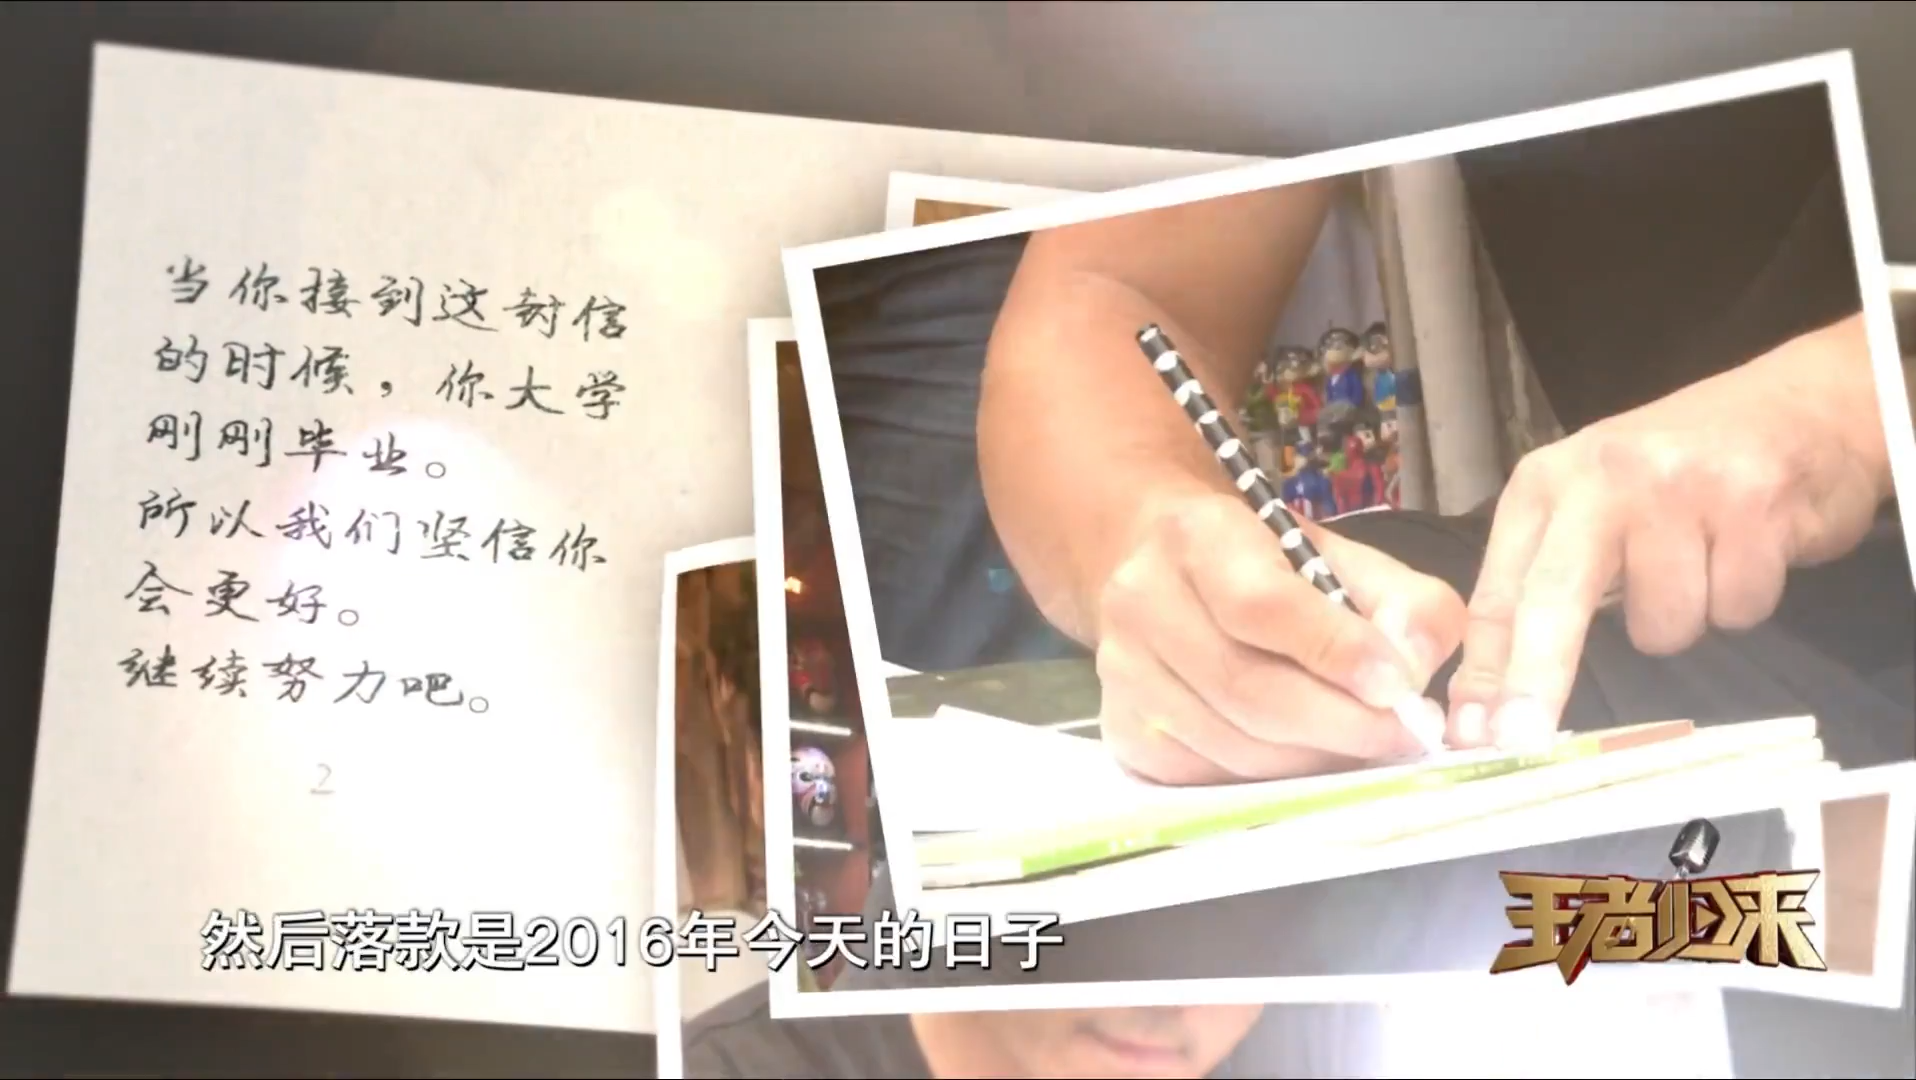 当你接到这封信
的时候，你大学
刚刚毕业。
所以我们坚信你
会更好。
继续努力吧。
2
然后落款是2016年今天的日子
王者归来